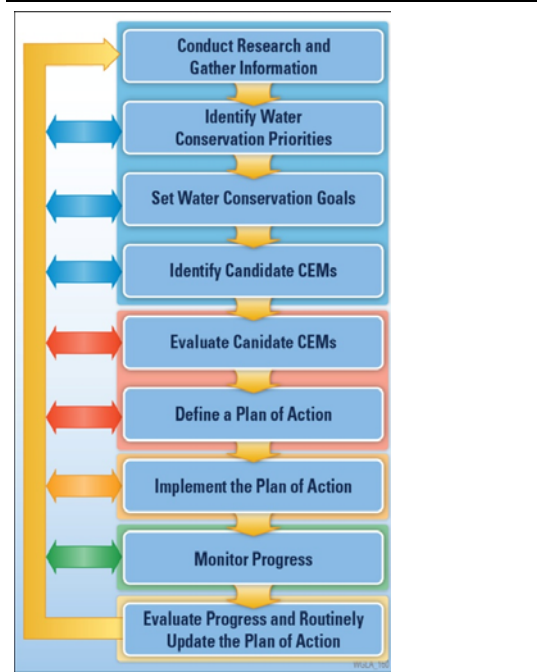 Conduct Research and
Gather Information
Identify Water
Conservation Priorities
Set Water Conservation Goals
Identify Candidate CEMs
Evaluate Canidate CEMs
Define a Plan of Action
Implement the Plan of Action
Monitor Progress
Evaluate Progress and Routinely
Update the Plan of Action